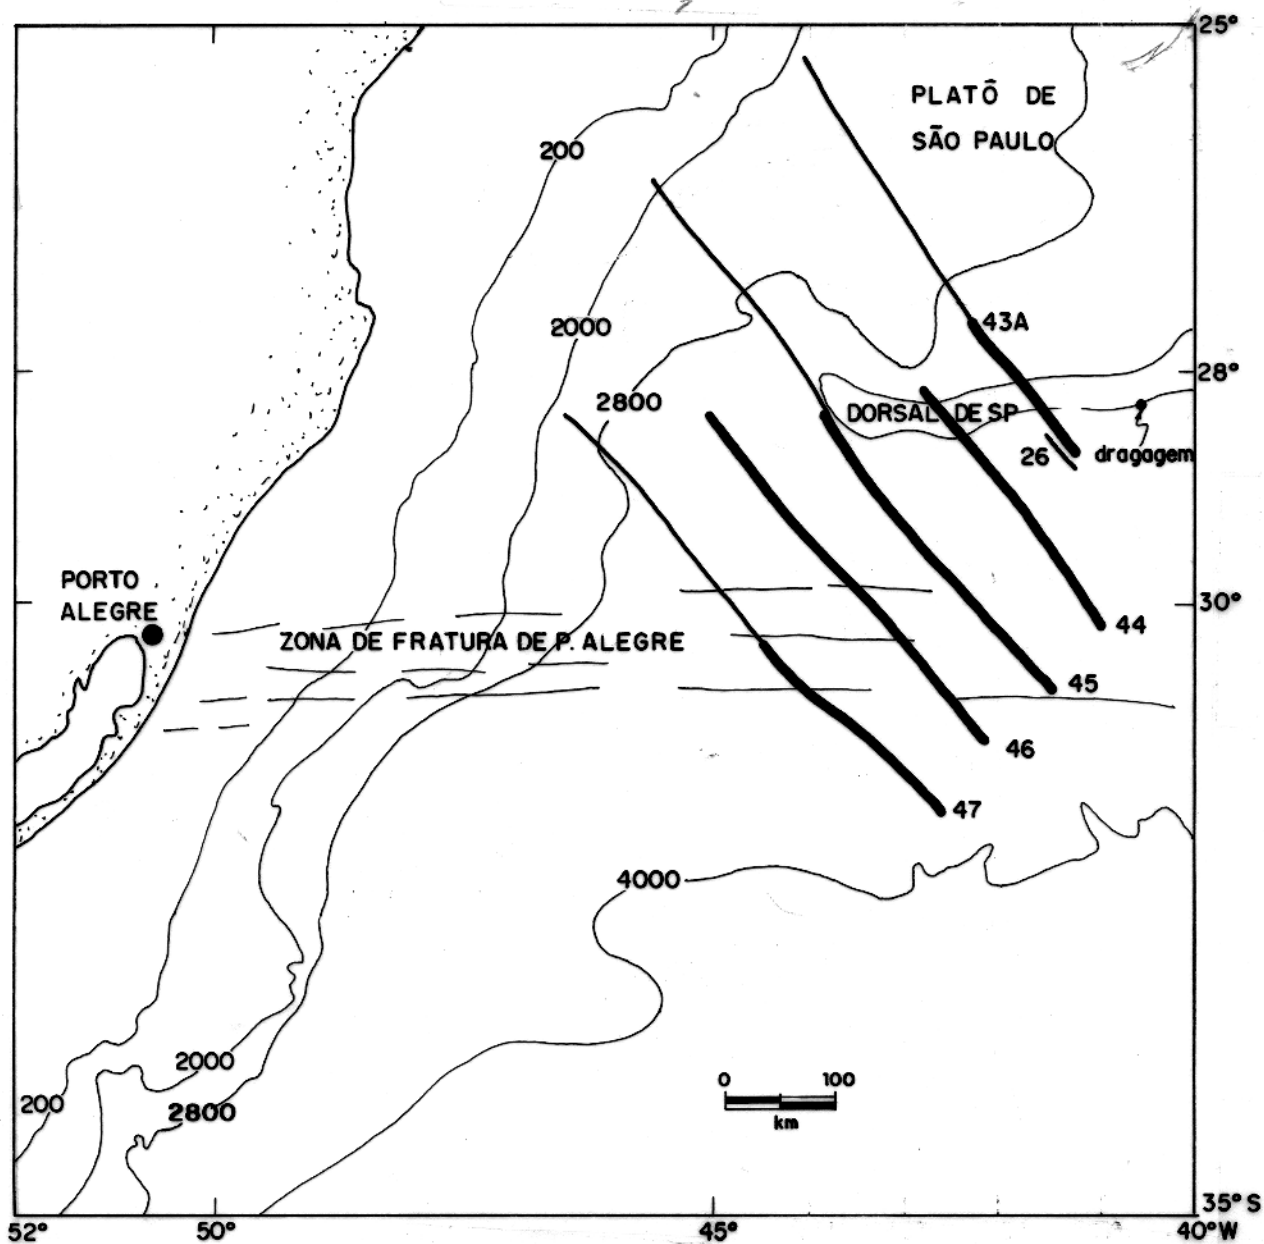 25°
PLATÔ DE
SÃO PAULO
200
2000
43A
28°
2800
DORSAL DE SP
26
dragagem
PORTO
ALEGRE
30°
44
ZONA DE FRATURA DE P. ALEGRE
45
46
47
4000
2000
0 100
km
200
2800
35°S
52° 50° 45° 40°W